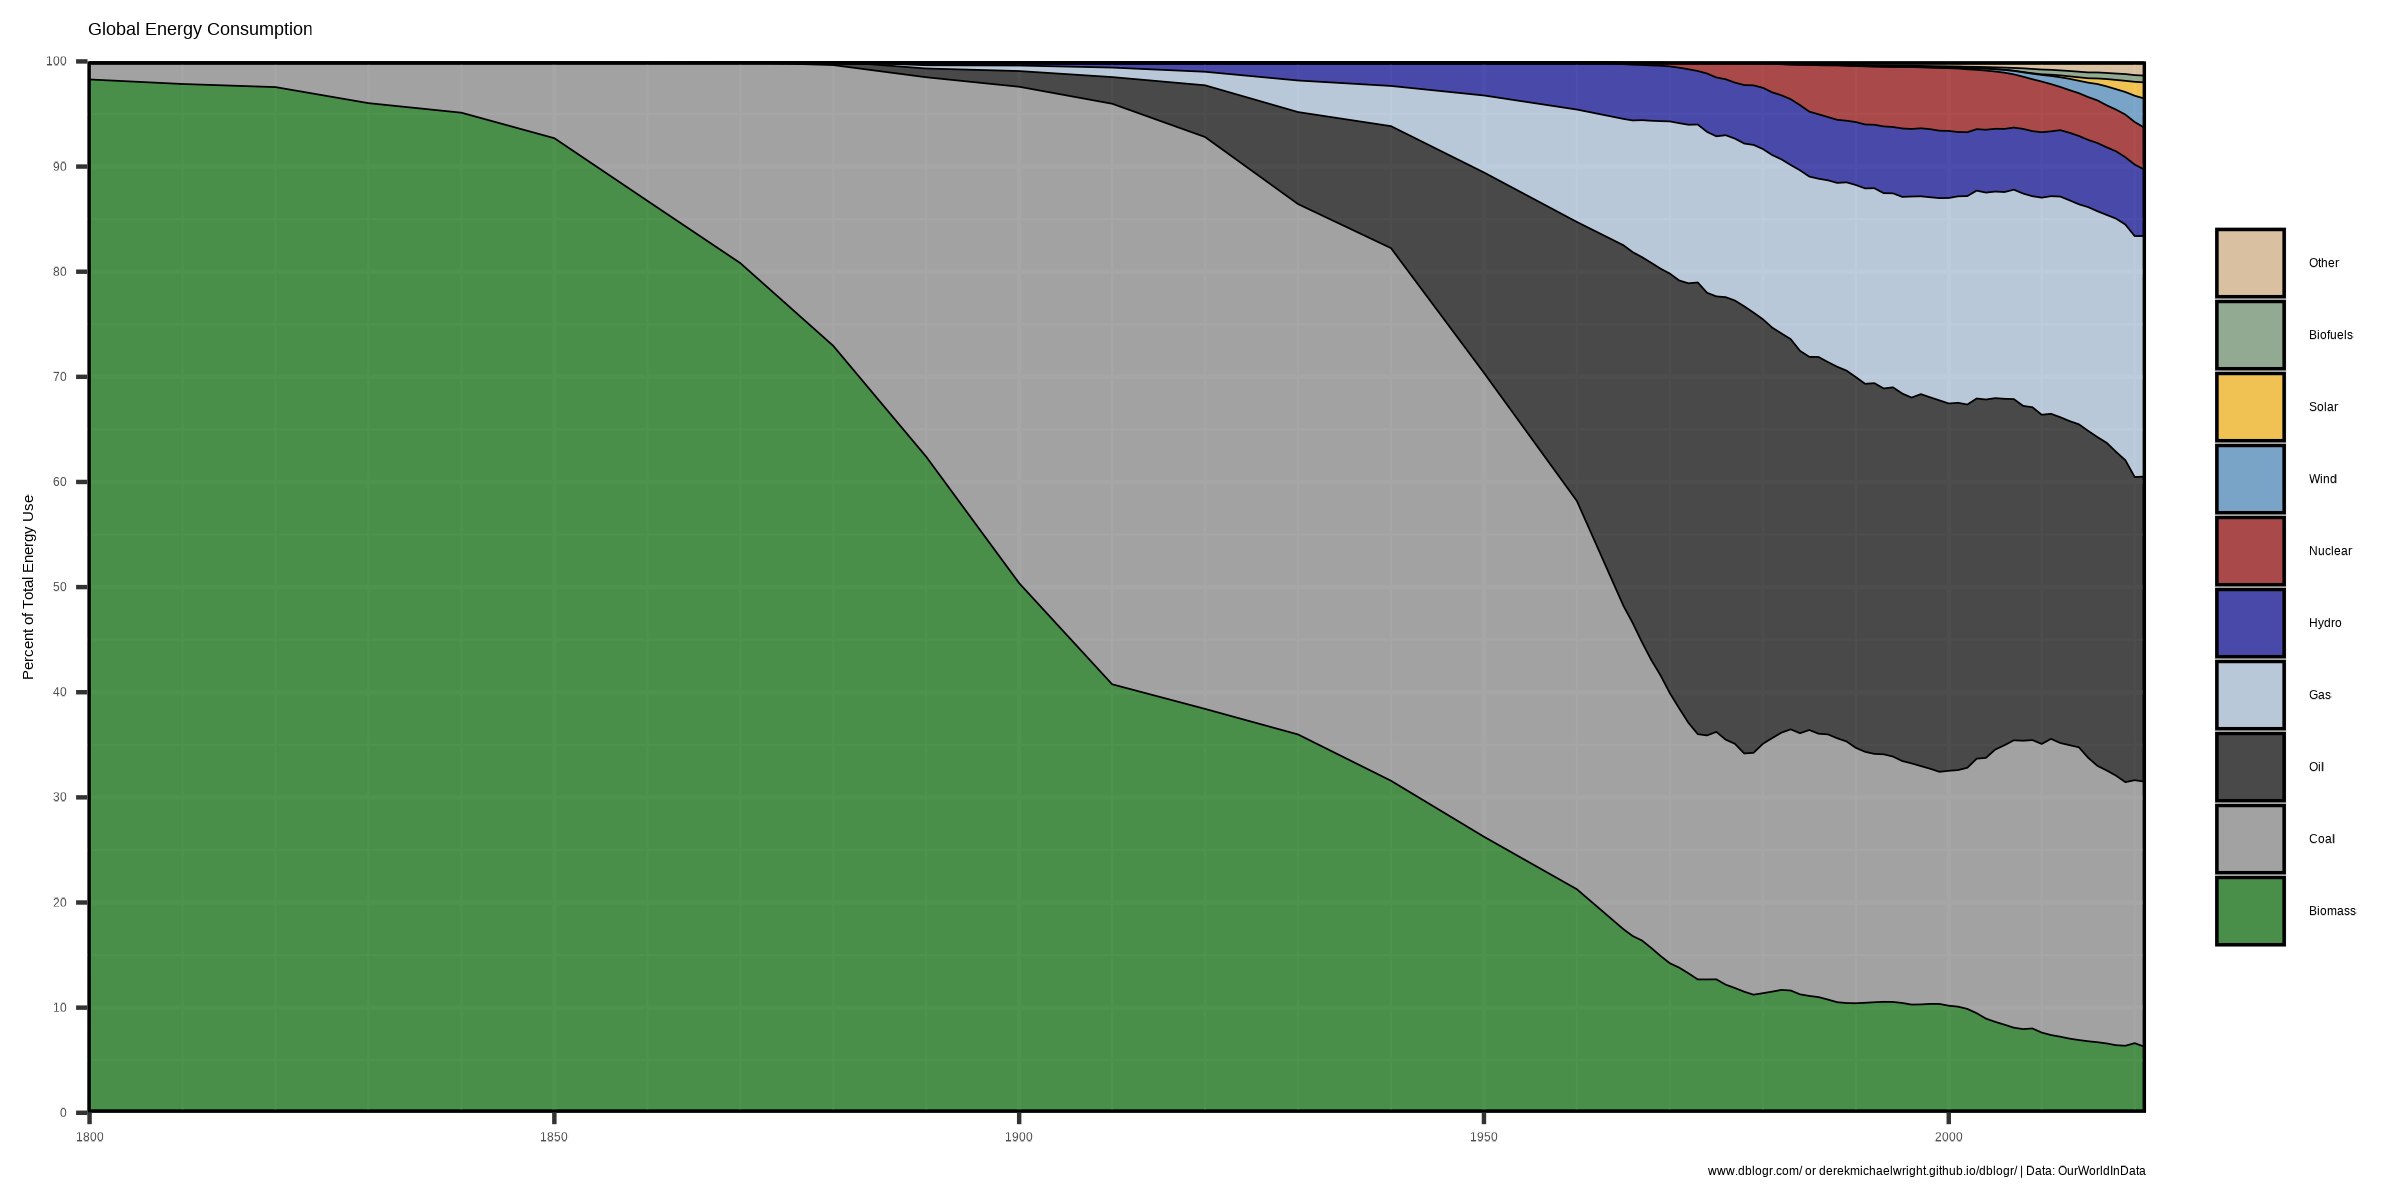 Global Energy Consumption
Percent of Total Energy Use
100
90
80
70
60
50
40
30
20
10
0
1800
1850
1900
1950
2000
Other
Biofuels
Solar
Wind
Nuclear
Hydro
Gas
Oil
Coal
Biomass
www.dblogr.com/ or derekmichaelwright.github.io/dblogr/ | Data: OurWorldInData